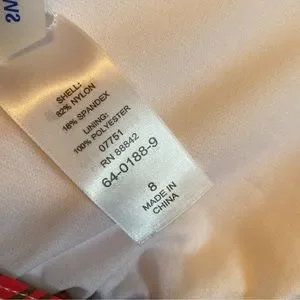 SHELL:
82% NYLON
18% SPANDEX
LINING:
100% POLYESTER
07751
RN 88842
64-0188-9
8
MADE IN
CHINA